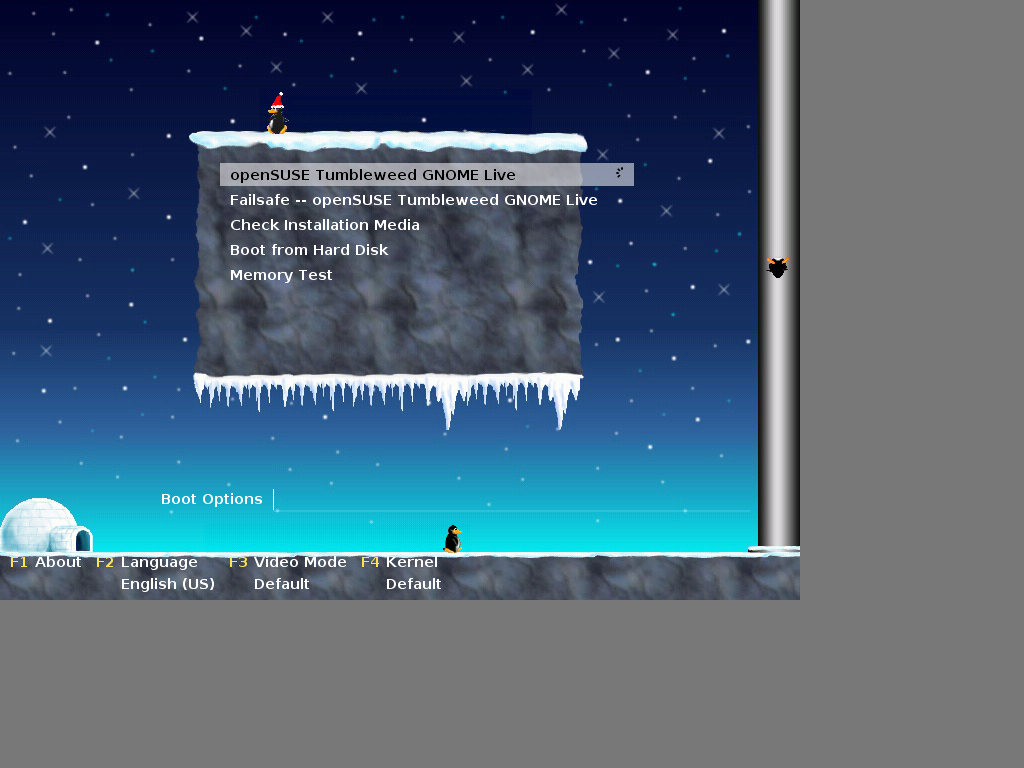 openSUSE Tumbleweed GNOME Live
Failsafe -- openSUSE Tumbleweed GNOME Live
Check Installation Media
Boot from Hard Disk
Memory Test
Boot Options
F1 About F2 Language F3 Video Mode F4 Kernel
English (US) Default Default